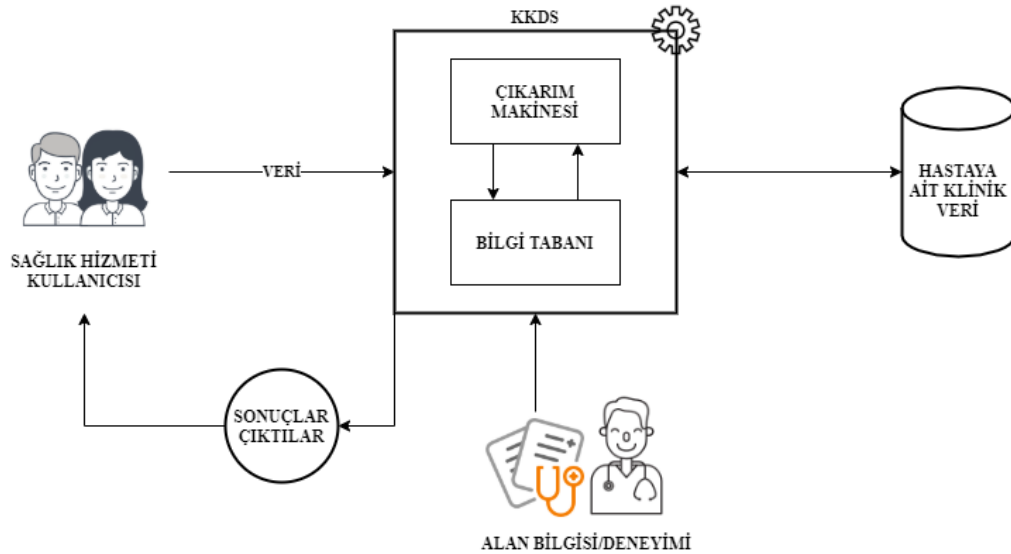 KKDS
ÇIKARIM
MAKİNESİ
VERİ
BİLGİ TABANI
HASTAYA
AİT KLİNİK
VERİ
SAĞLIK HİZMETİ
KULLANICISI
SONUÇLAR
ÇIKTILAR
ALAN BİLGİSİ/DENEYİMİ